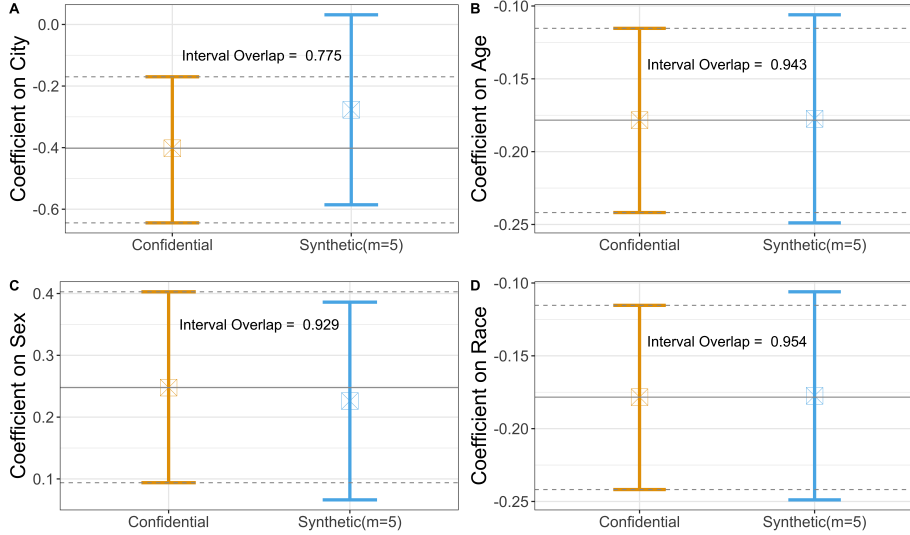 A
Coefficient on City
0.0
-0.2
-0.4
-0.6
Interval Overlap = 0.775
Confidential
Synthetic(m=5)
B
Coefficient on Age
-0.10
-0.15
-0.20
-0.25
Interval Overlap = 0.943
Confidential
Synthetic(m=5)
C
Coefficient on Sex
0.4
0.3
0.2
0.1
Interval Overlap = 0.929
Confidential
Synthetic(m=5)
D
Coefficient on Race
-0.10
-0.15
-0.20
-0.25
Interval Overlap = 0.954
Confidential
Synthetic(m=5)